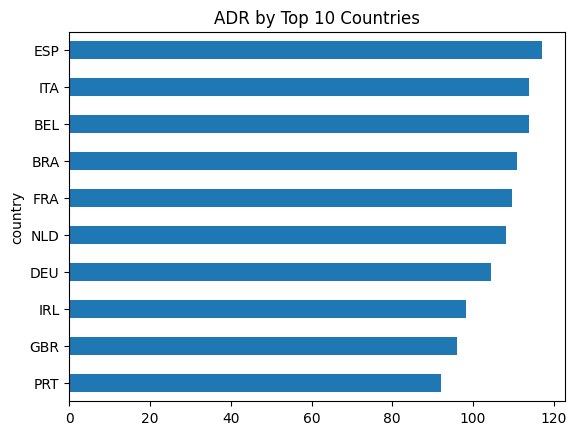 ADR by Top 10 Countries
country
ESP
ITA
BEL
BRA
FRA
NLD
DEU
IRL
GBR
PRT
0 20 40 60 80 100 120